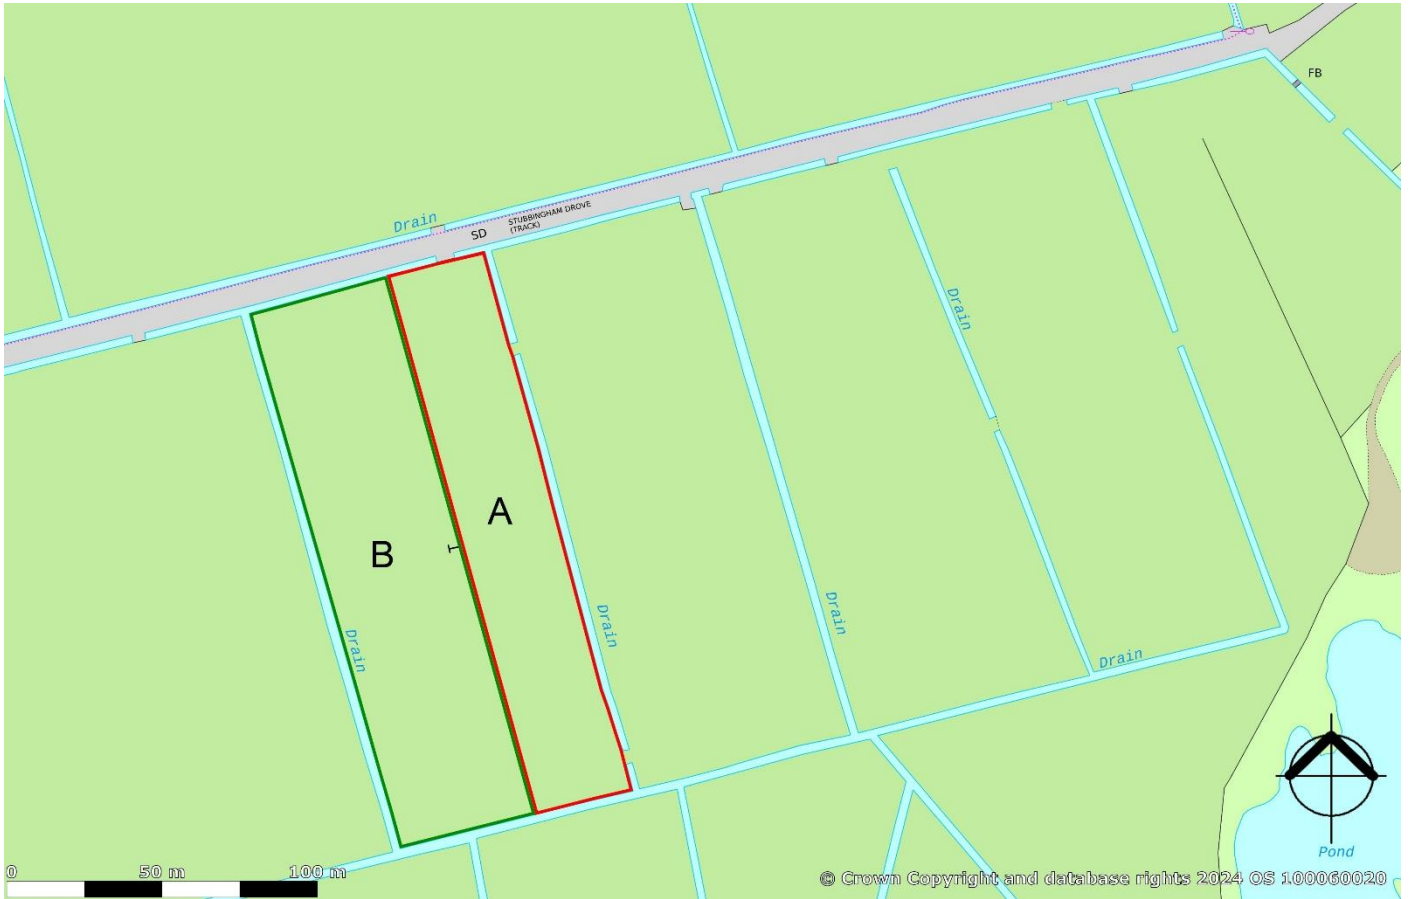 FB
Drain
STUBBINGHAM DROVE
(TRACK)
SD
Drain
A
B
Drain
Drain
Drain
Drain
Pond
0 50 m 100 m
© Crown Copyright and database rights 2024 OS 100060020